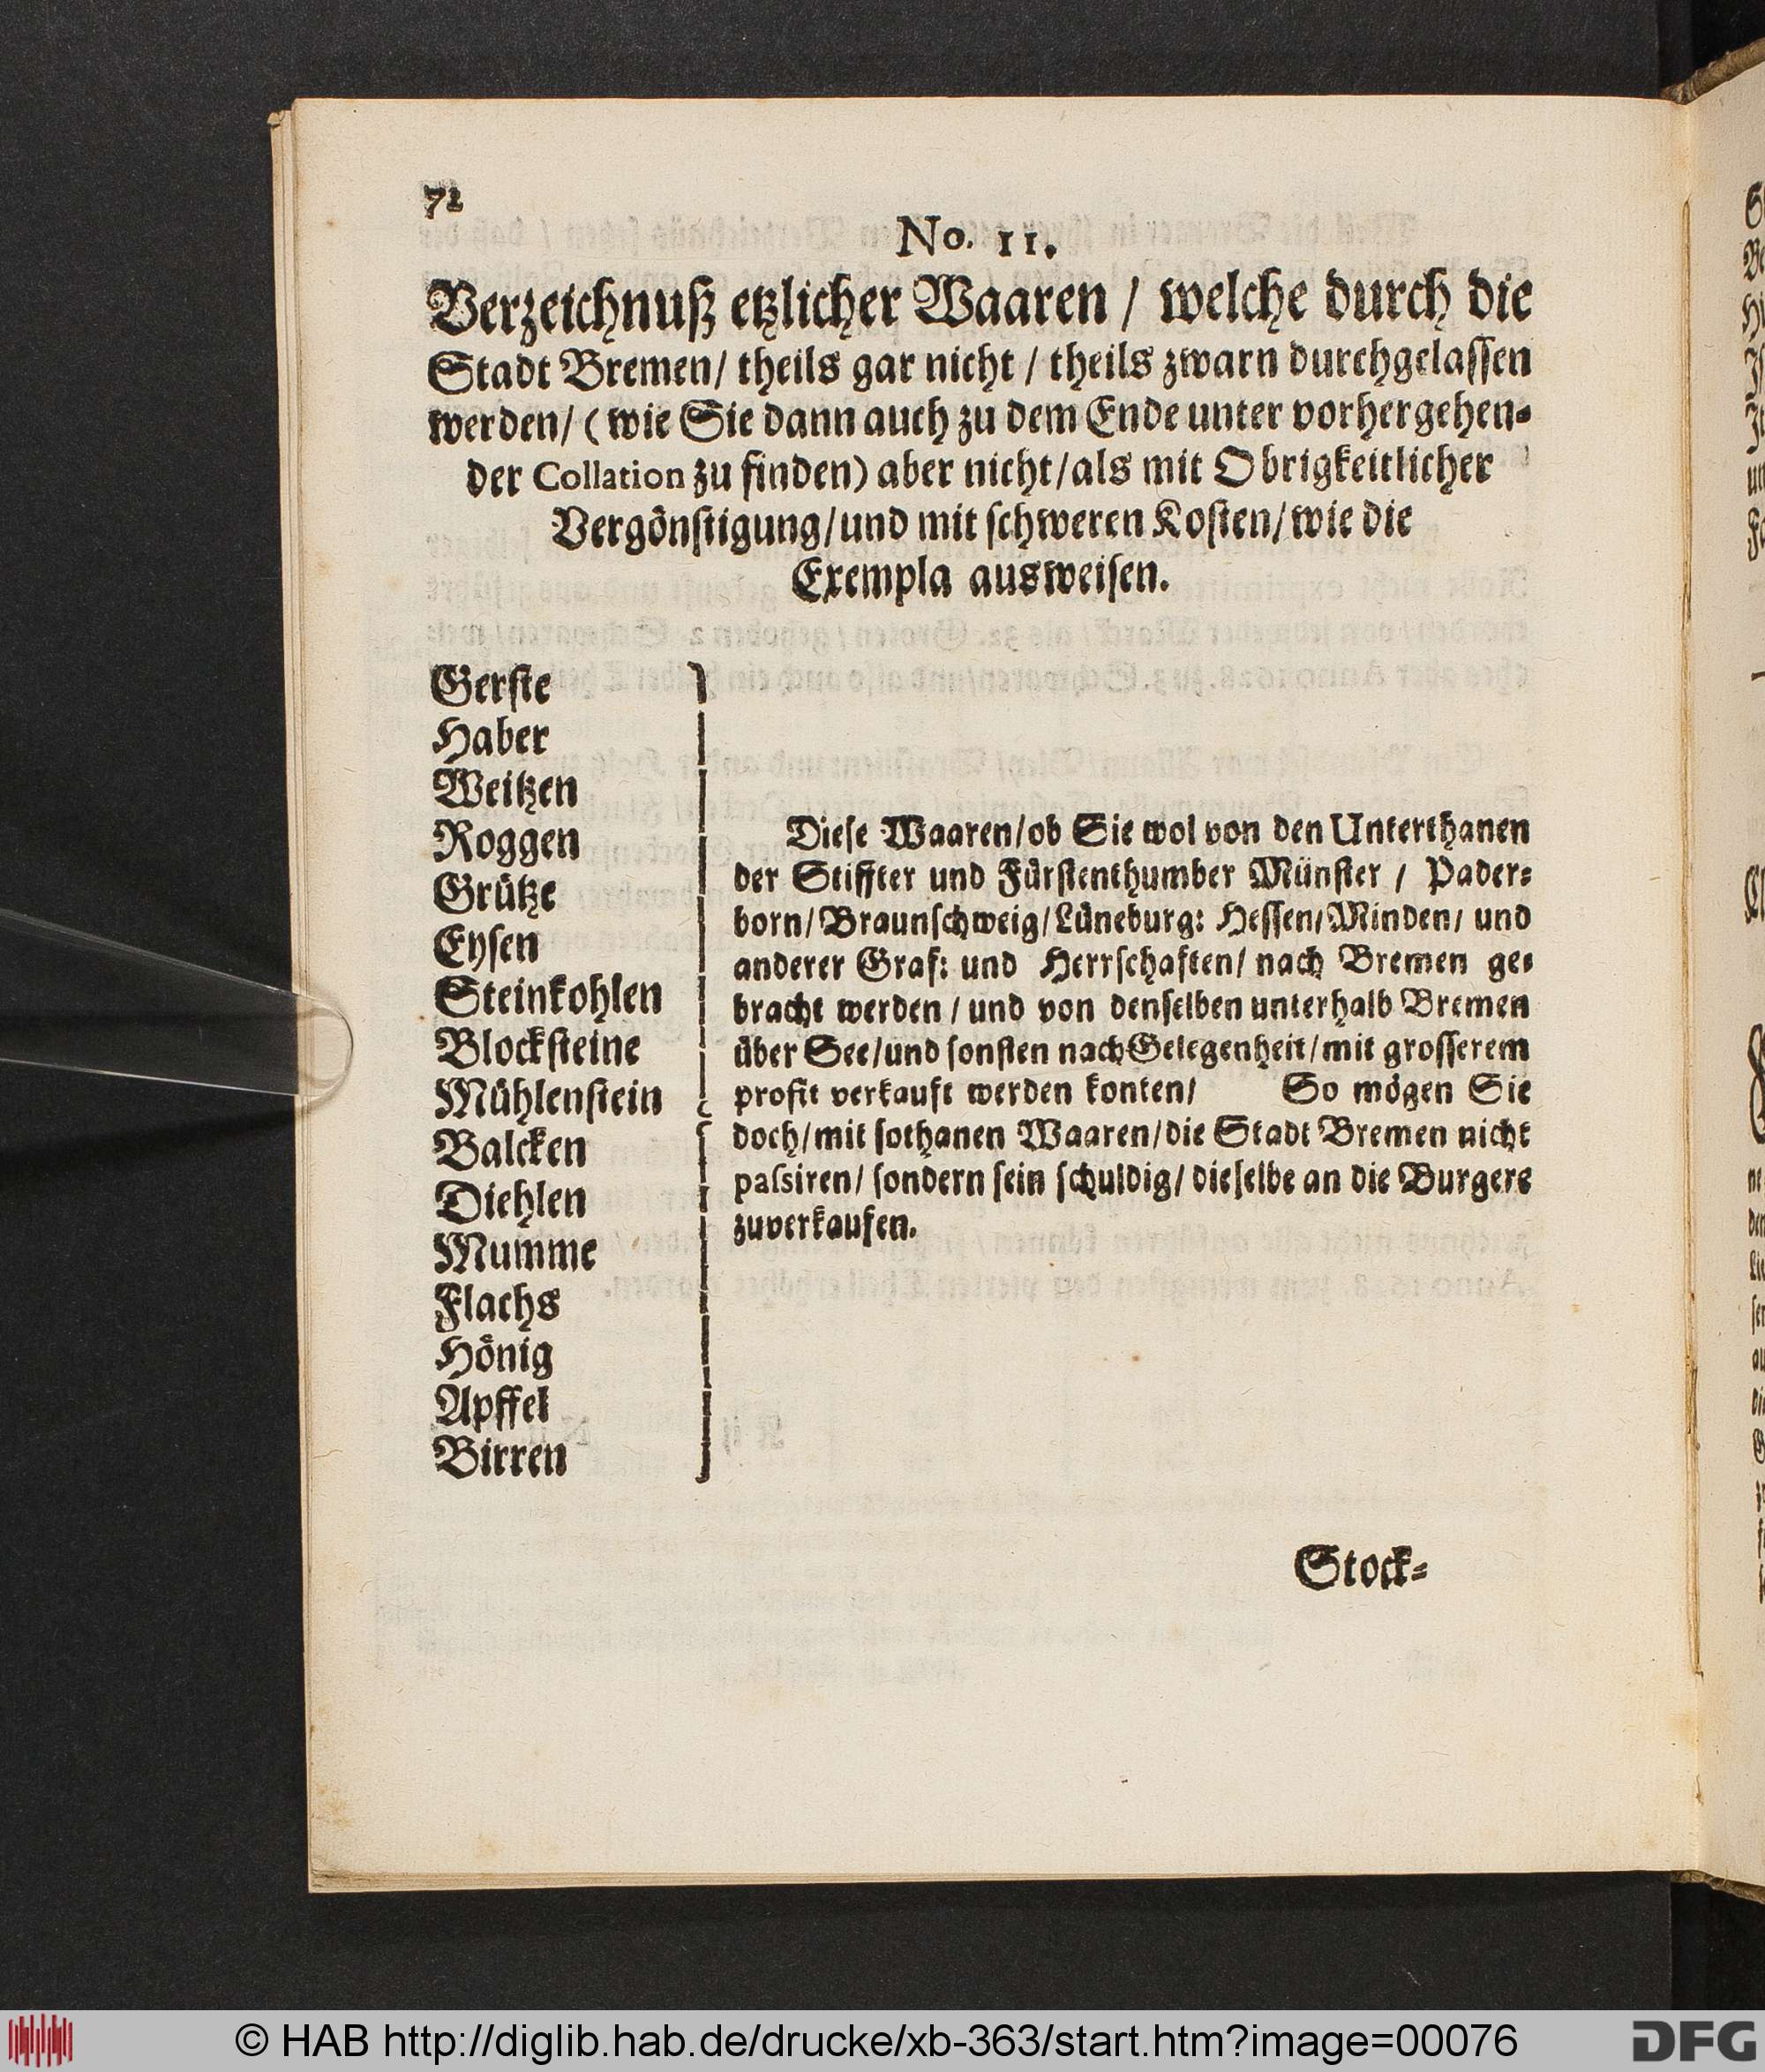 72
No. 11.
Verzeichnuß etzlicher Waaren / welche durch die
Stadt Bremen/ theils gar nicht / theils zwarn durchgelaſſen
werden/ ( wie Sie dann auch zu dem Ende unter vorhergehen-
der Collation zu finden) aber nicht/als mit Obrigkeitlicher
Vergönſtigung/und mit ſchweren Koſten/wie die
Exempla ausweiſen.
Gerſte
Haber
Weitzen
Roggen
Grütze
Eyſen
Steinkohlen
Blockſteine
Mühlenſtein
Balcken
Diehlen
Mumme
Flachs
Hönig
Apffel
Birren
Dieſe Waaren/ob Sie wol von den Unterthanen
der Stiffter und Fürſtenthumber Münſter / Pader-
born/Braunſchweig/Lüneburg: Heſſen/Minden/ und
anderer Graf: und Herrſchaften/ nach Bremen ge-
bracht werden / und von denſelben unterhalb Bremen
über See/und ſonſten nach Gelegenheit/mit groſſerem
profit verkauft werden konten/ So mögen Sie
doch/mit ſothanen Waaren/die Stadt Bremen nicht
paſsiren/ ſondern ſein ſchuldig/ dieſelbe an die Burgere
zuverkaufen.
Stock-
© HAB http://diglib.hab.de/drucke/xb-363/start.htm?image=00076
DFG